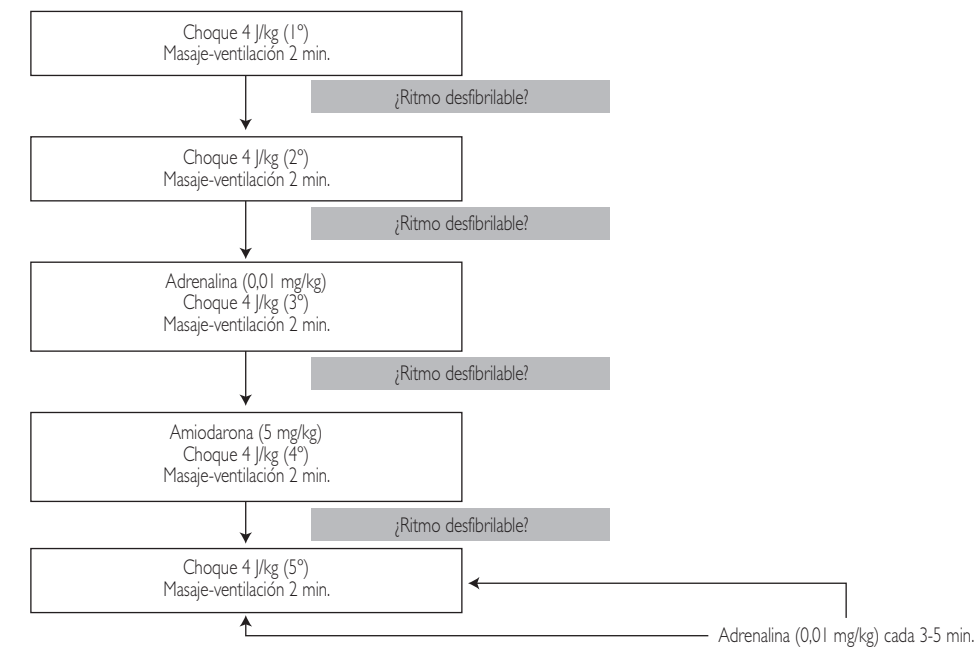 Choque 4 J/kg (1º)
Masaje-ventilación 2 min.
¿Ritmo desfibrilable?
Choque 4 J/kg (2º)
Masaje-ventilación 2 min.
¿Ritmo desfibrilable?
Adrenalina (0,01 mg/kg)
Choque 4 J/kg (3º)
Masaje-ventilación 2 min.
¿Ritmo desfibrilable?
Amiodarona (5 mg/kg)
Choque 4 J/kg (4º)
Masaje-ventilación 2 min.
¿Ritmo desfibrilable?
Choque 4 J/kg (5º)
Masaje-ventilación 2 min.
Adrenalina (0,01 mg/kg) cada 3-5 min.